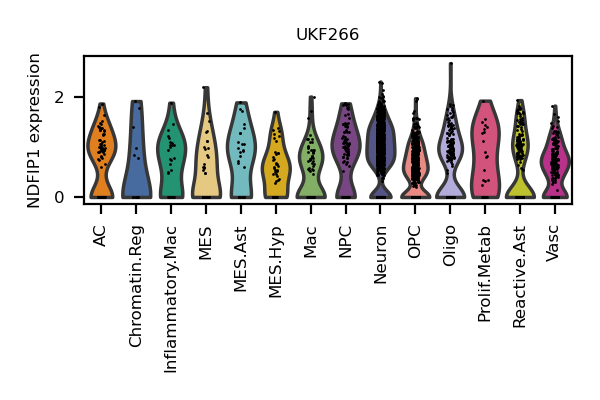 UKF266
NDFIP1 expression
2
0
AC
Chromatin.Reg
Inflammatory.Mac
MES
MES.Ast
MES.Hyp
Mac
NPC
Neuron
OPC
Oligo
Prolif.Metab
Reactive.Ast
Vasc